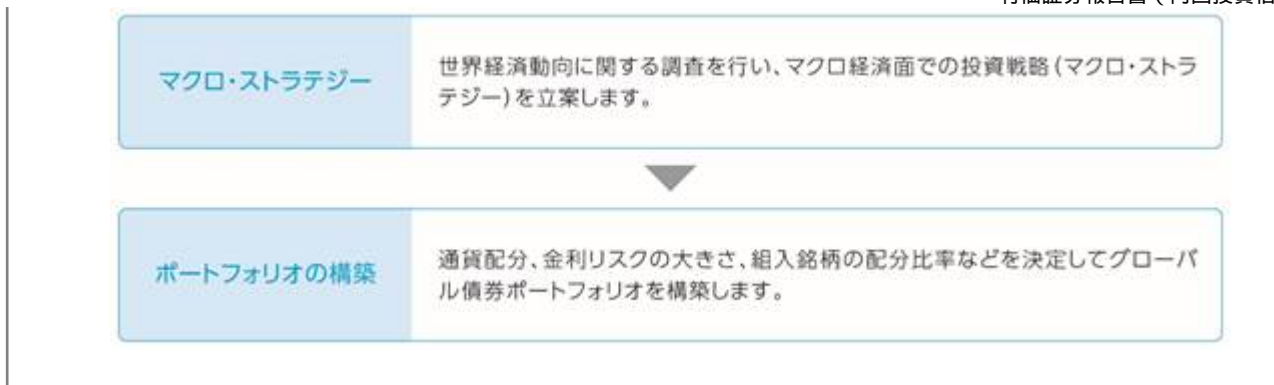 マクロ・ストラテジー
世界経済動向に関する調査を行い、マクロ経済面での投資戦略(マクロ・ストラ
テジー)を立案します。
ポートフォリオの構築
通貨配分、金利リスクの大きさ、組入銘柄の配分比率などを決定してグローバ
ル債券ポートフォリオを構築します。